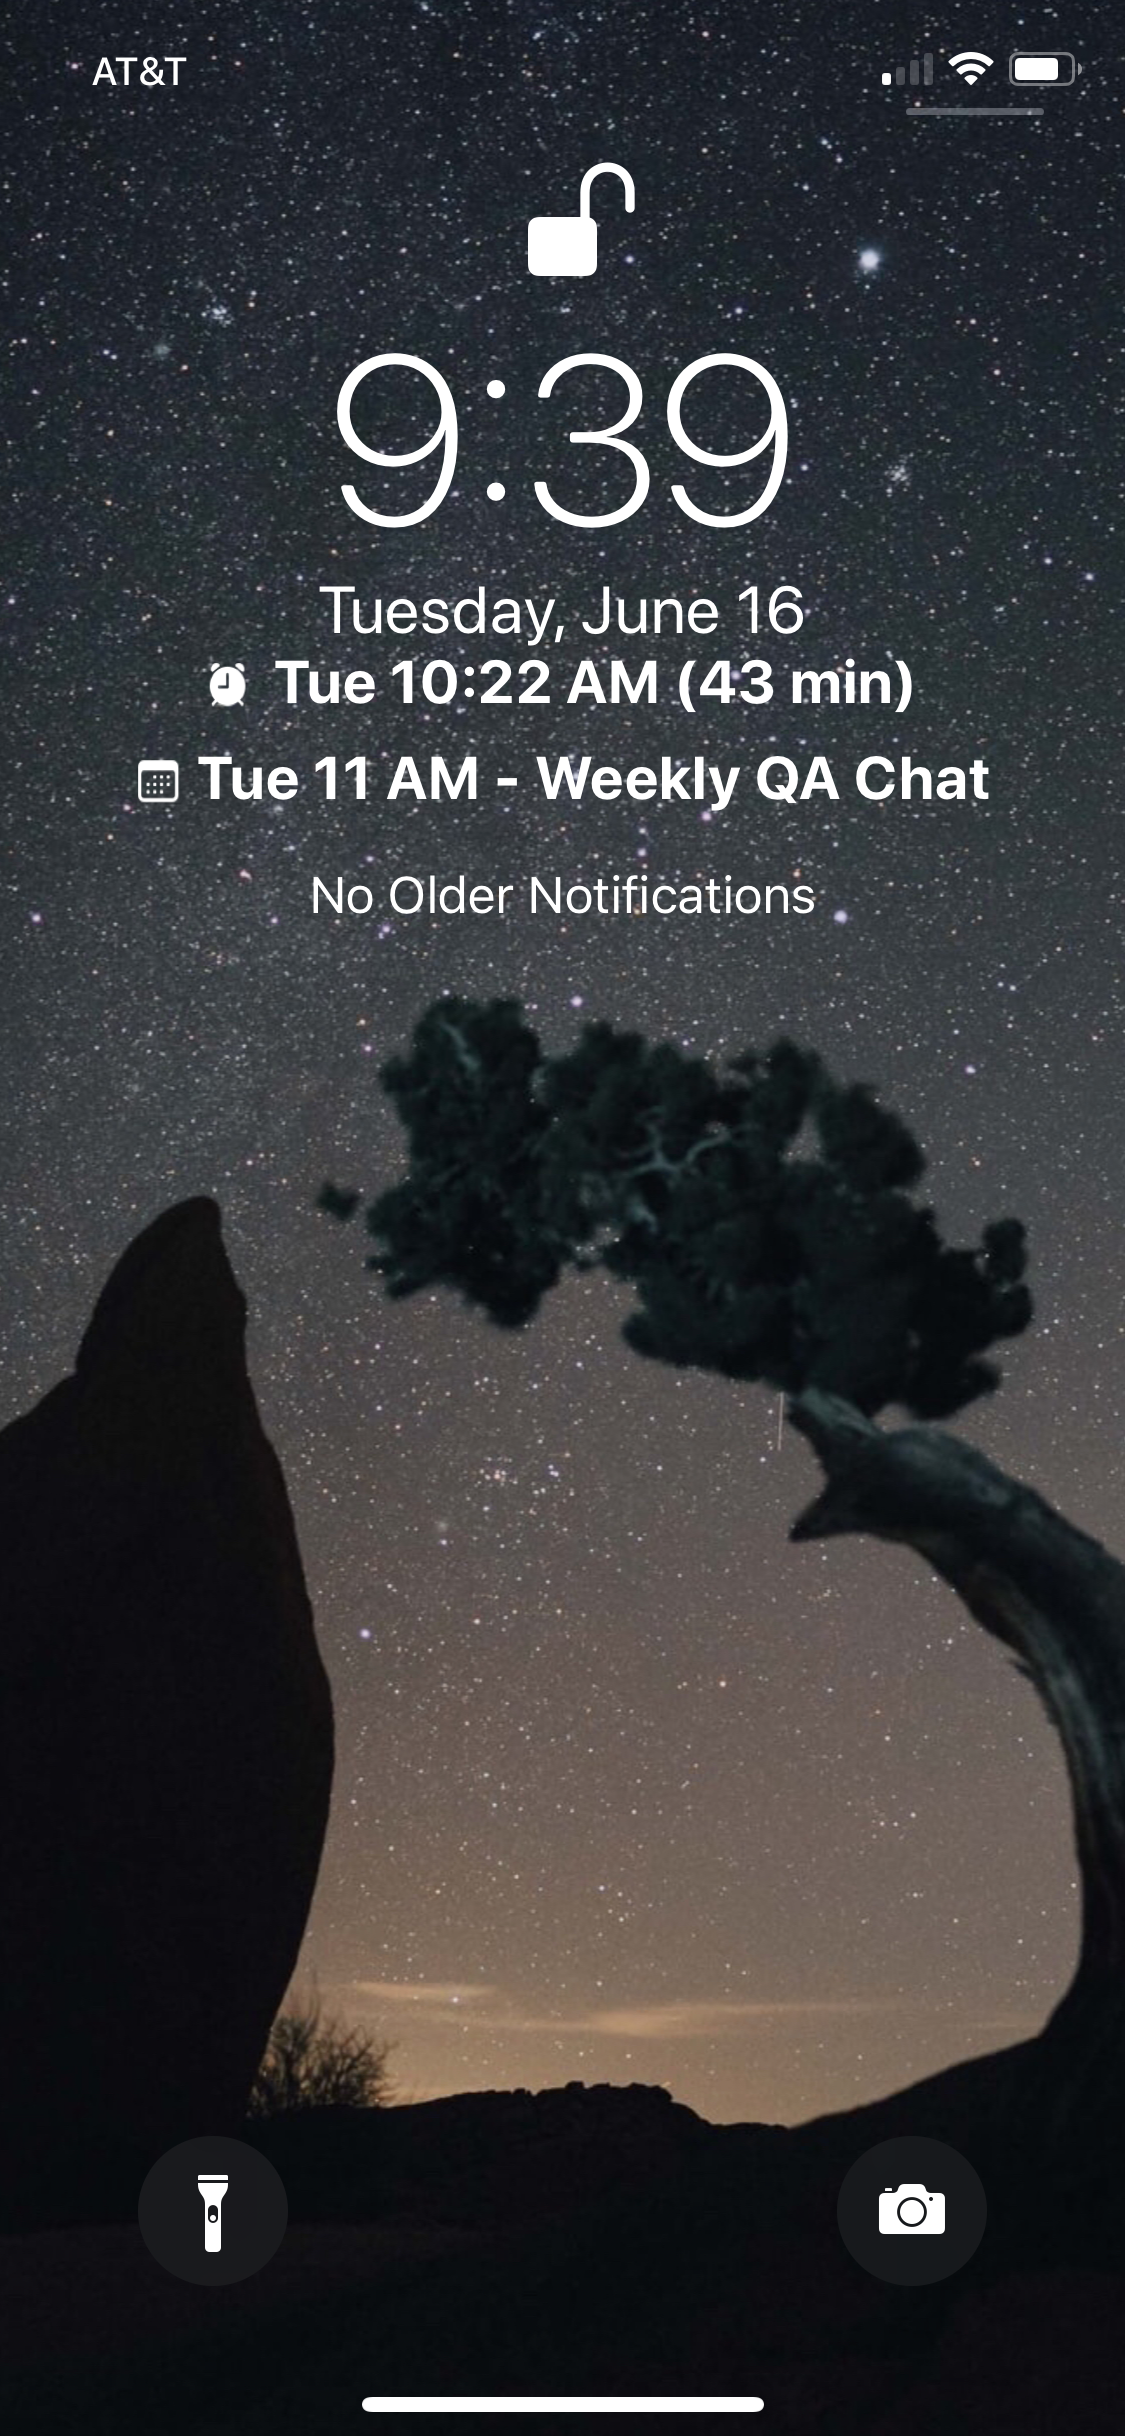 AT&T
9:39
Tuesday, June 16
Tue 10:22 AM (43 min)
Tue 11 AM - Weekly QA Chat
No Older Notifications